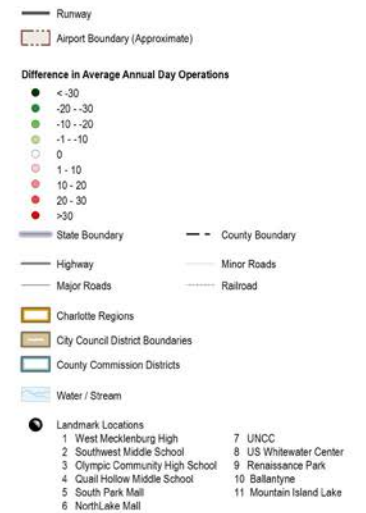 Runway
Airport Boundary (Approximate)
Difference in Average Annual Day Operations
< -30
-20 - -30
-10 - -20
-1 - -10
0
1 - 10
10 - 20
20 - 30
>30
State Boundary County Boundary
Highway Minor Roads
Major Roads Railroad
Charlotte Regions
City Council District Boundaries
County Commission Districts
Water / Stream
Landmark Locations
1 West Mecklenburg High 7 UNCC
2 Southwest Middle School 8 US Whitewater Center
3 Olympic Community High School 9 Renaissance Park
4 Quail Hollow Middle School 10 Ballantyne
5 South Park Mall 11 Mountain Island Lake
6 NorthLake Mall